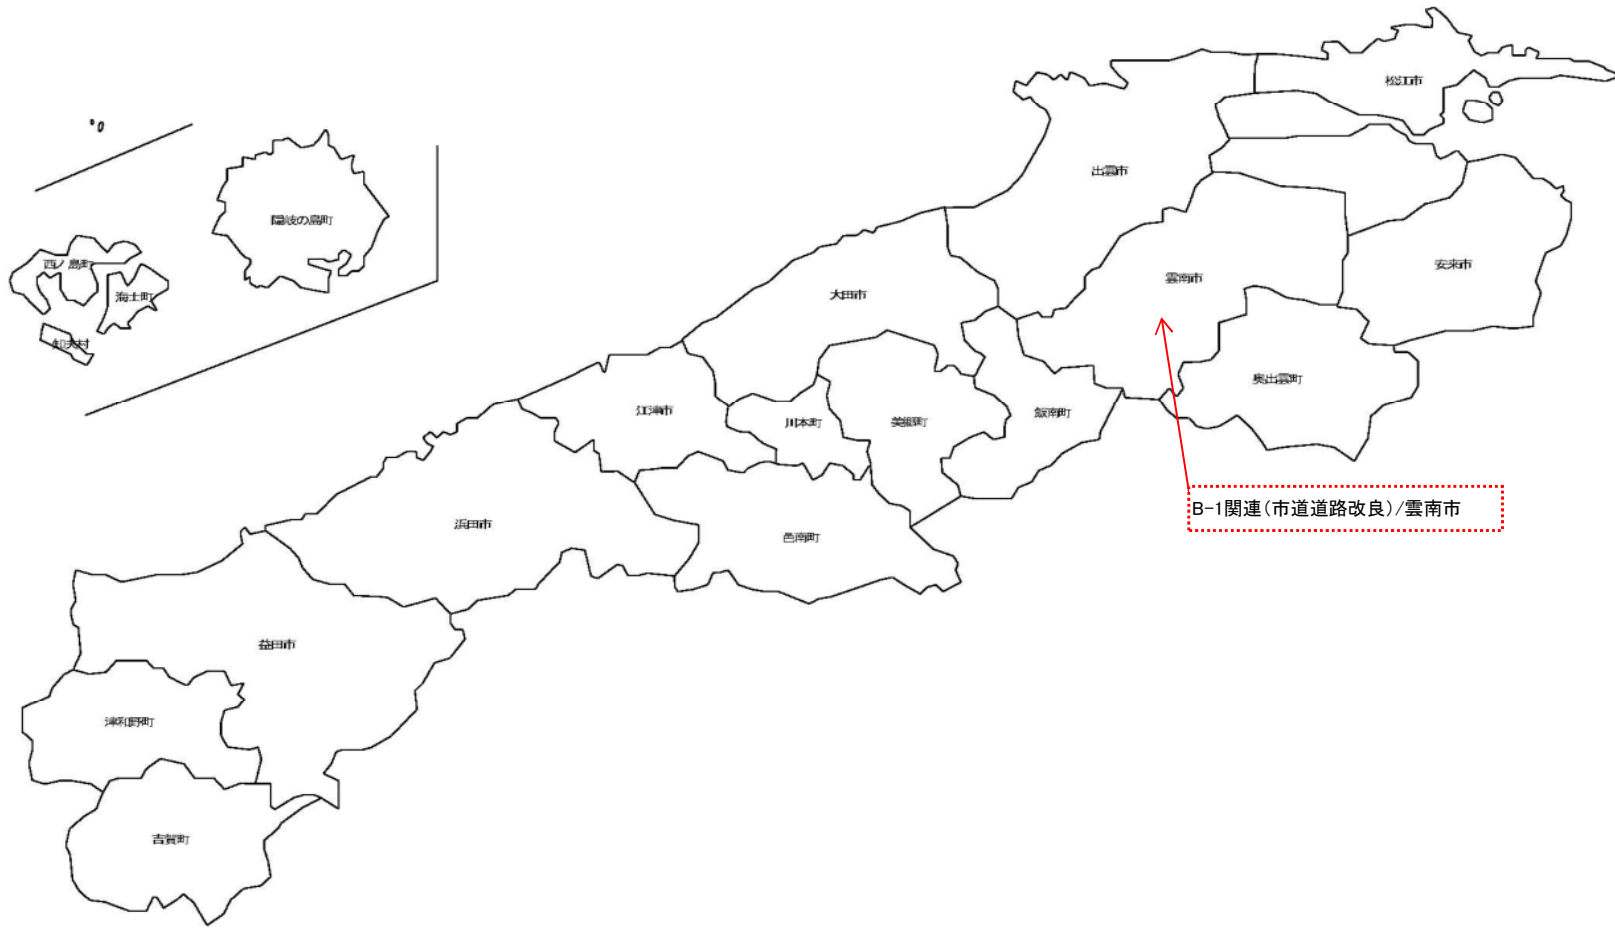 松江市
出雲市
隠岐の島町
西ノ島町
海士町
知夫村
安来市
雲南市
大田市
奥出雲町
飯南町
江津市
川本町
美郷町
B-1関連(市道道路改良)/雲南市
浜田市
邑南町
益田市
津和野町
吉賀町